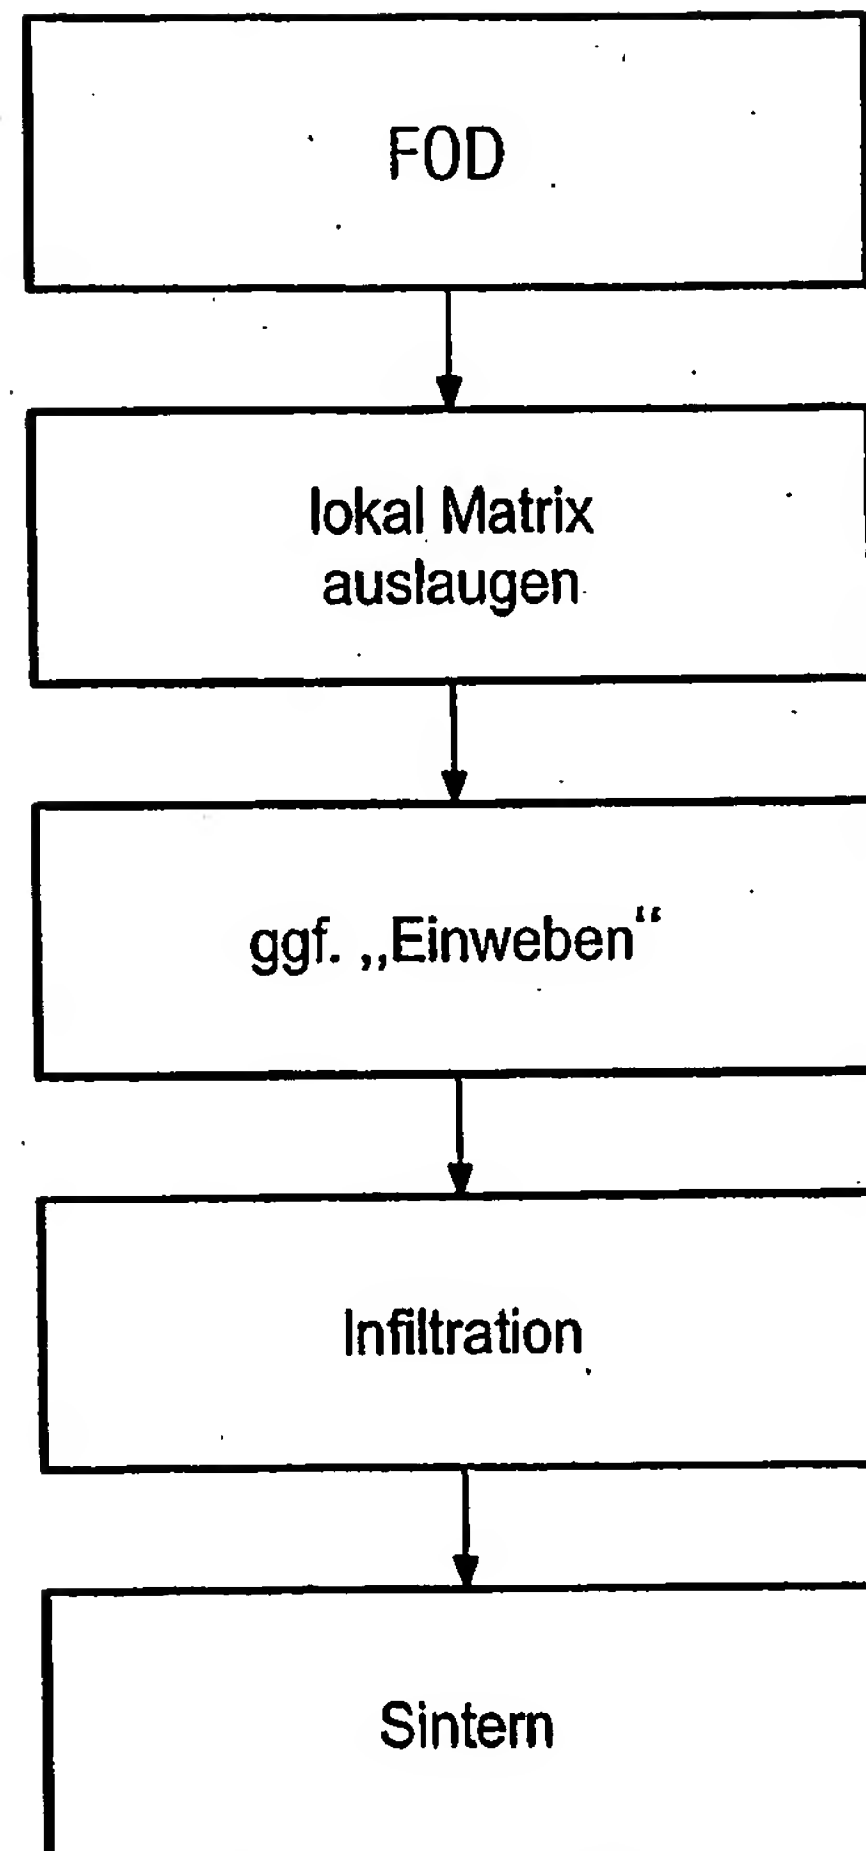 FOD
lokal Matrix
auslaugen
ggf. „Einweben“
Infiltration
Sintern